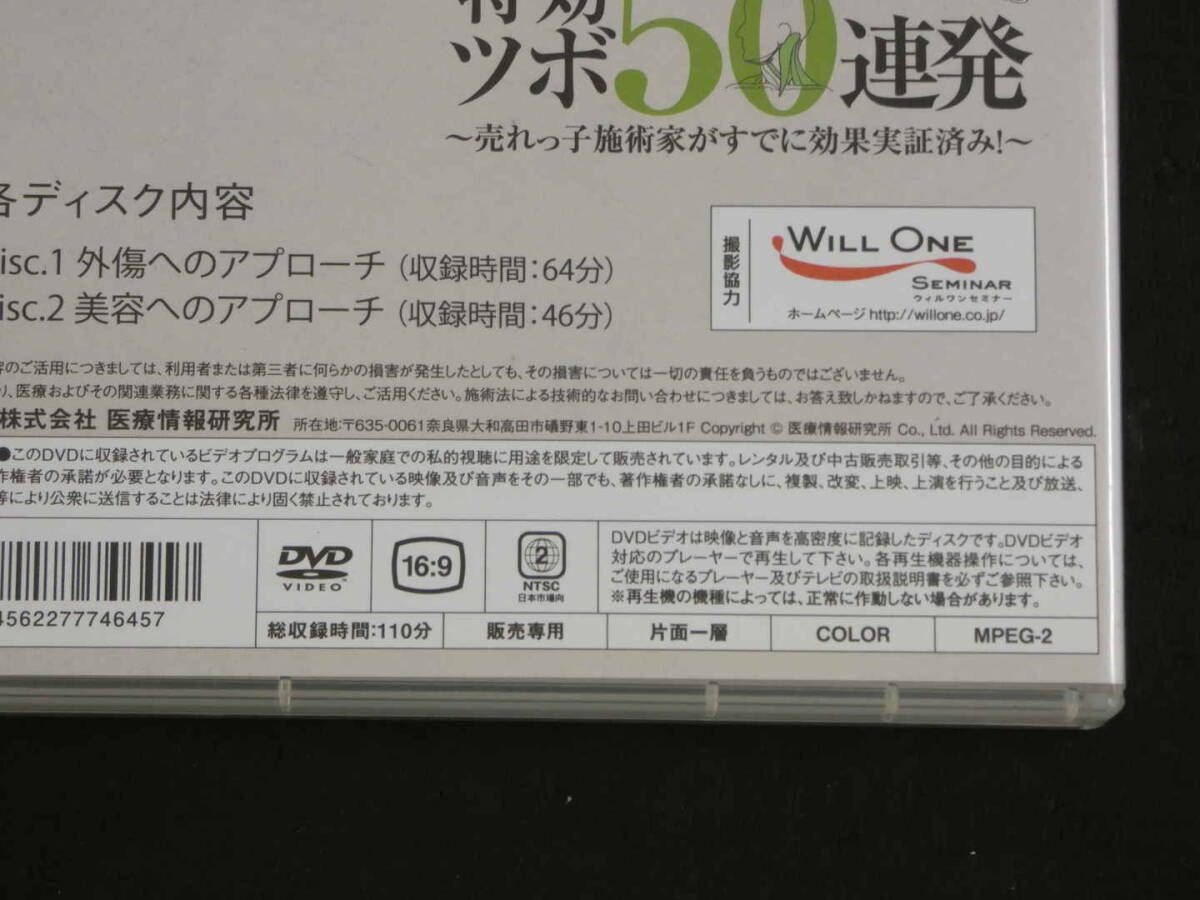 特効
ツボ50連発
～売れっ子施術家がすでに効果実証済み!～
各ディスク内容
isc.1 外傷へのアプローチ (収録時間:64分)
isc.2 美容へのアプローチ (収録時間:46分)
撮影協力
WILL ONE
SEMINAR
ウィルワンセミナー
ホームページ http://willone.co.jp/
のご活用につきましては、利用者または第三者に何らかの損害が発生したとしても、その損害については一切の責任を負うものではございません。
り、医療およびその関連業務に関する各種法律を遵守し、ご活用ください。施術法による技術的なお問い合わせにつきましては、お答え致しかねますので、ご了承ください。
株式会社 医療情報研究所 所在地:〒635-0061奈良県大和高田市礒野東1-10上田ビル1F Copyright © 医療情報研究所 Co., Ltd. All Rights Reserved.
●このDVDに収録されているビデオプログラムは一般家庭での私的視聴に用途を限定して販売されています。レンタル及び中古販売取引等、その他の目的による
作権者の承諾が必要となります。このDVDに収録されている映像及び音声をその一部でも、著作権者の承諾なしに、複製、改変、上映、上演を行うこと及び放送、
等により公衆に送信することは法律により固く禁止されております。
4562277746457
DVD
VIDEO
16:9
2
NTSC
日本市場向
DVDビデオは映像と音声を高密度に記録したディスクです。DVDビデオ
対応のプレーヤーで再生して下さい。各再生機器操作については、
ご使用になるプレーヤー及びテレビの取扱説明書を必ずご参照下さい。
※再生機の機種によっては、正常に作動しない場合があります。
総収録時間:110分
販売専用
片面一層
COLOR
MPEG-2